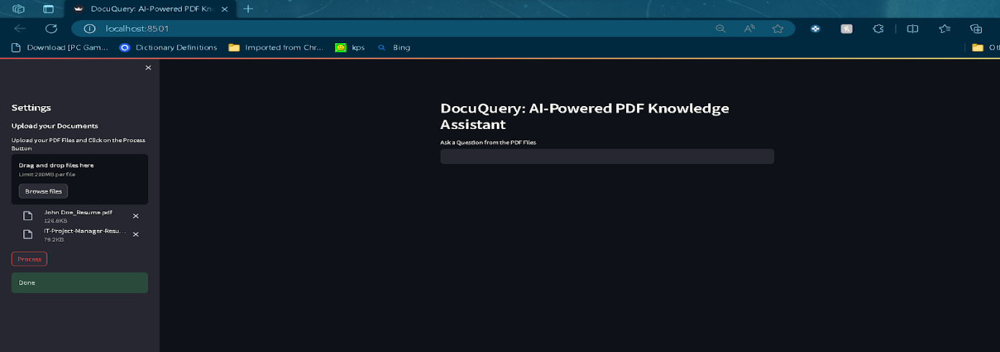 DocuQuery: AI-Powered PDF Kn
localhost:8501
Download [PC Gam... Dictionary Definitions Imported from Chr... kps Bing Ot
Settings
Upload your Documents
Upload your PDF Files and Click on the Process
Button
Drag and drop files here
Limit 200MB per file
Browse files
John Doe_Resume.pdf
126.8KB
IT-Project-Manager-Resu...
79.2KB
Process
Done
DocuQuery: AI-Powered PDF Knowledge
Assistant
Ask a Question from the PDF Files